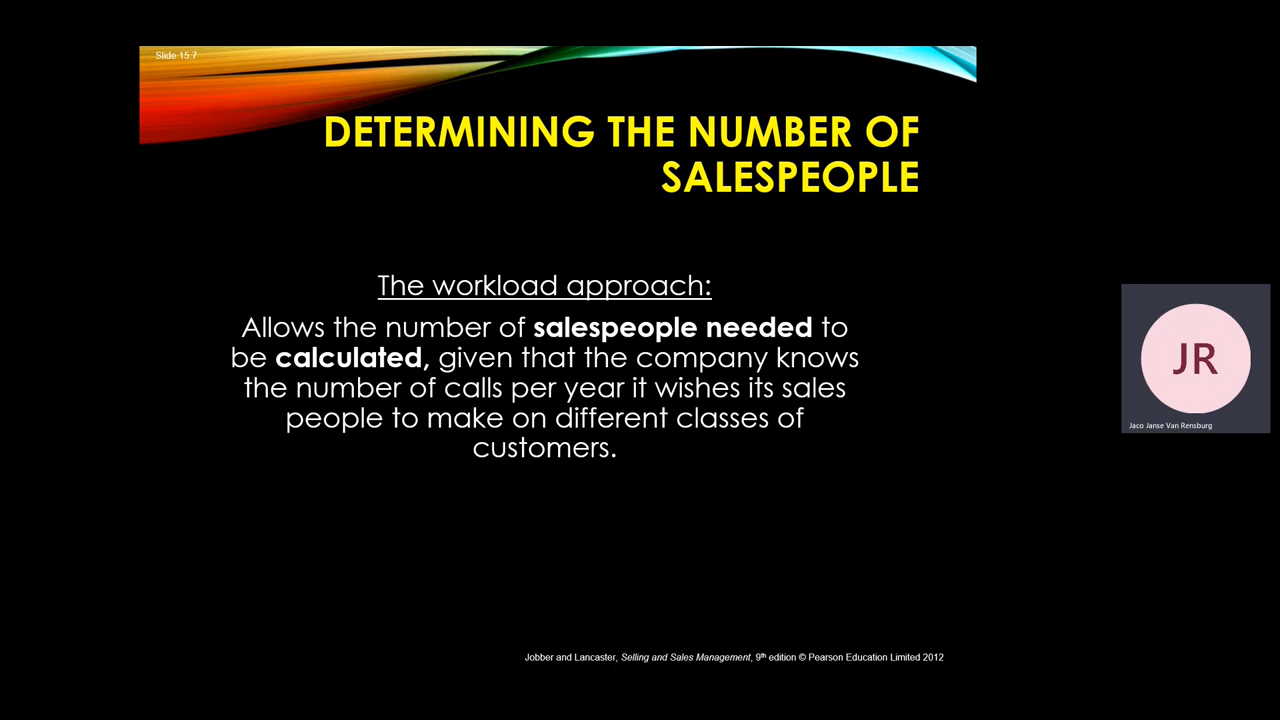 Slide 15.7
DETERMINING THE NUMBER OF
SALESPEOPLE
The workload approach:
Allows the number of salespeople needed to
be calculated, given that the company knows
the number of calls per year it wishes its sales
people to make on different classes of
customers.
JR
Jaco Janse Van Rensburg
Jobber and Lancaster, Selling and Sales Management, 9th edition © Pearson Education Limited 2012